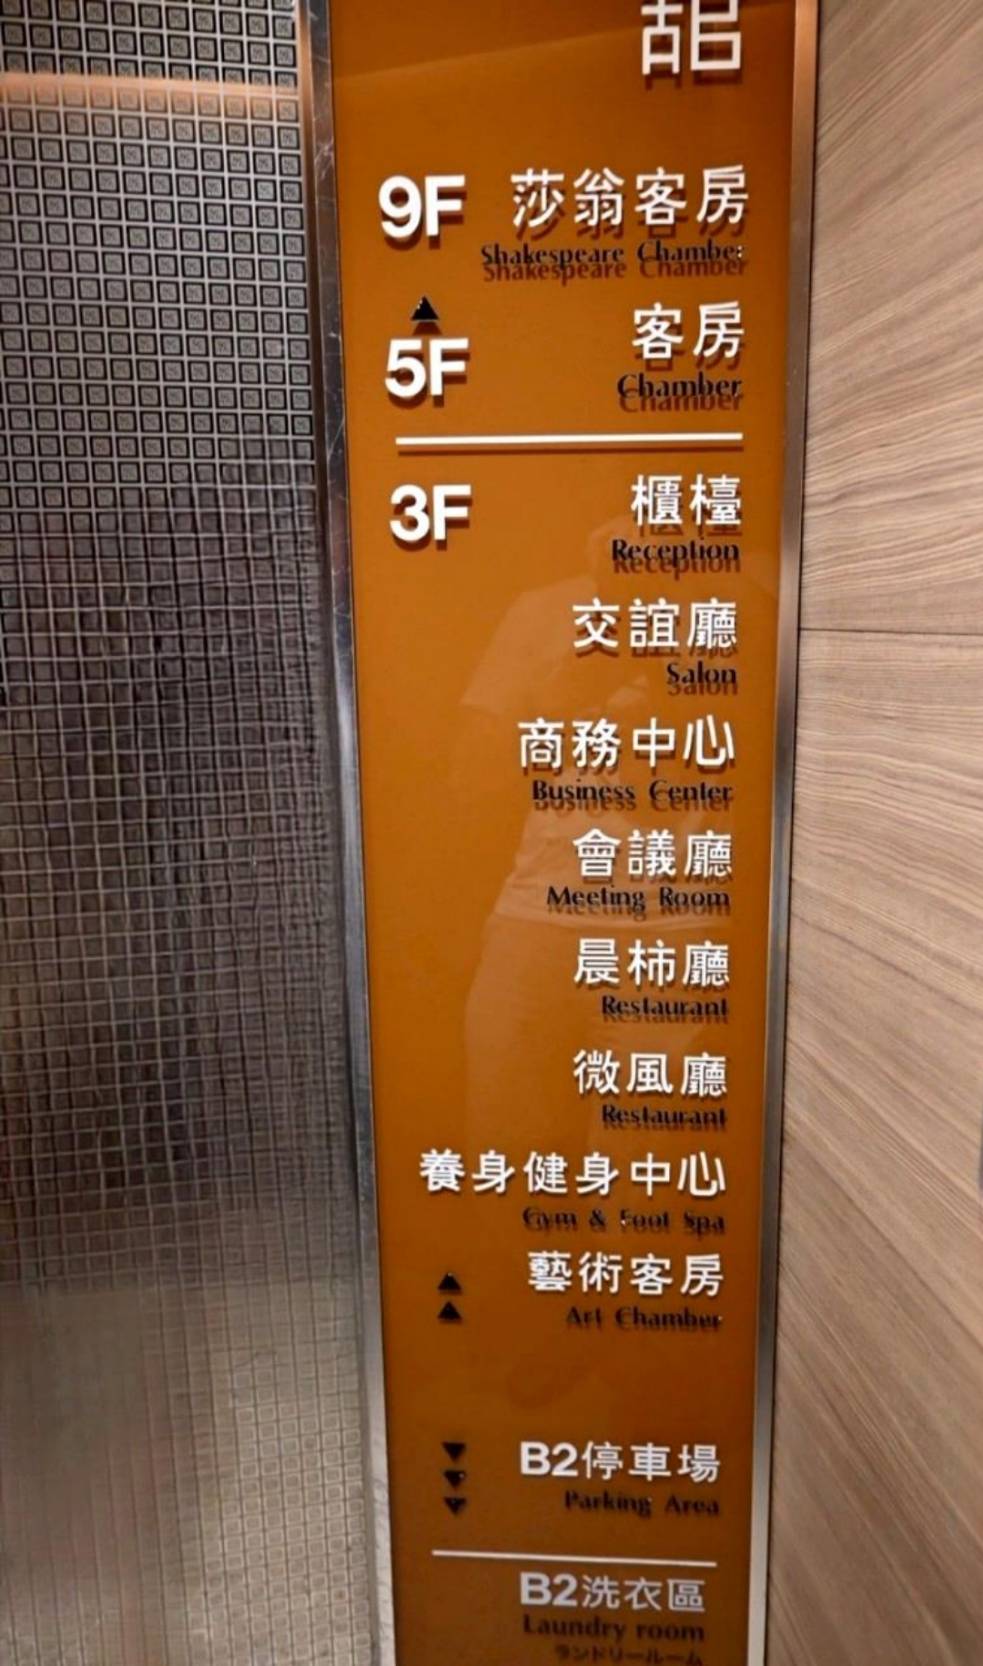 9F 莎翁客房
Shakespeare Chamber
▲
5F 客房
Chamber
3F 櫃檯
Reception
交誼廳
Salon
商務中心
Business Center
會議廳
Meeting Room
晨柿廳
Restaurant
微風廳
Restaurant
養身健身中心
Gym & Foot Spa
藝術客房
Art Chamber
B2停車場
Parking Area
B2洗衣區
Laundry room
ランドリールーム